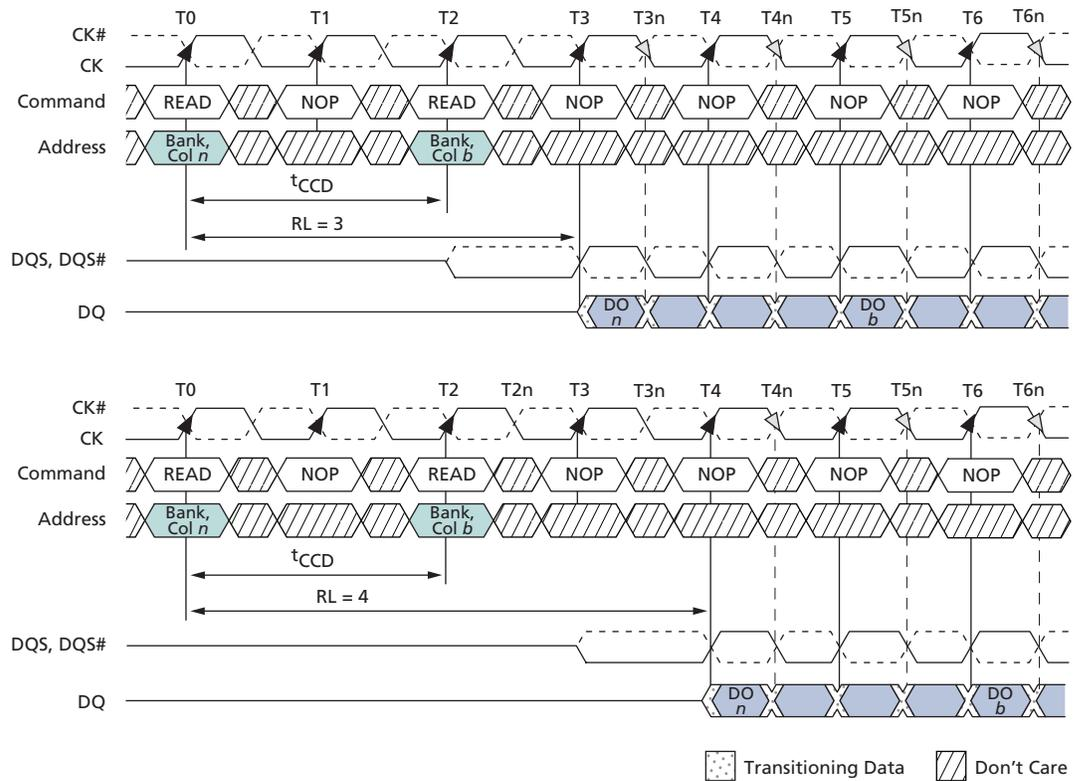 T0 T1 T2 T3 T3n T4 T4n T5 T5n T6 T6n
CK#
CK
Command READ NOP READ NOP NOP NOP NOP
Address Bank, Col n Bank, Col b
tCCD
RL = 3
DQS, DQS#
DQ DO n DO b
T0 T1 T2 T2n T3 T3n T4 T4n T5 T5n T6 T6n
CK#
CK
Command READ NOP READ NOP NOP NOP NOP
Address Bank, Col n Bank, Col b
tCCD
RL = 4
DQS, DQS#
DQ DO n DO b
Transitioning Data Don't Care